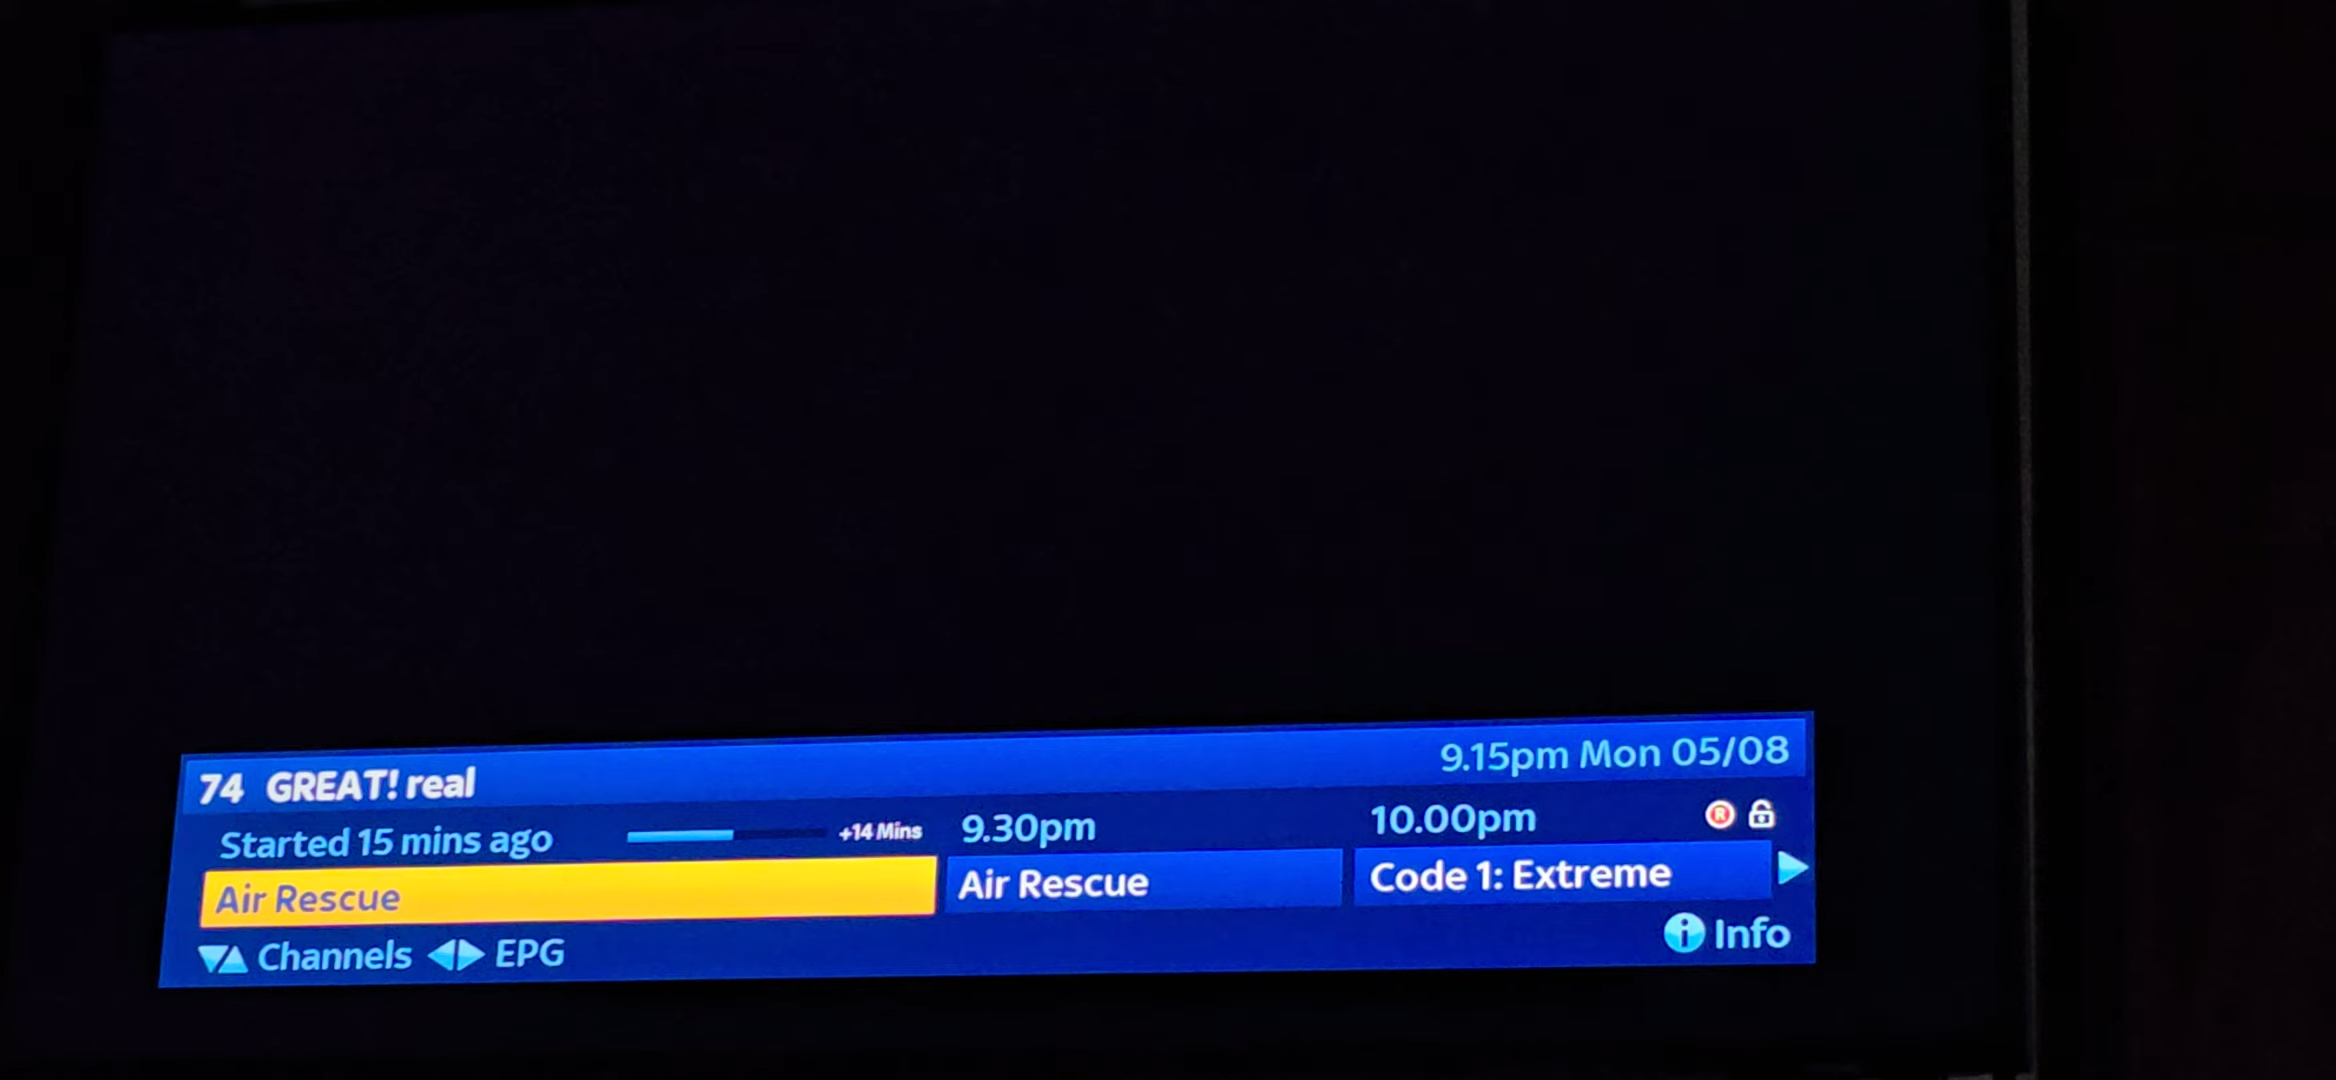 74 GREAT! real 9.15pm Mon 05/08
Started 15 mins ago +14 Mins 9.30pm 10.00pm R
Air Rescue Air Rescue Code 1: Extreme
Channels EPG i Info